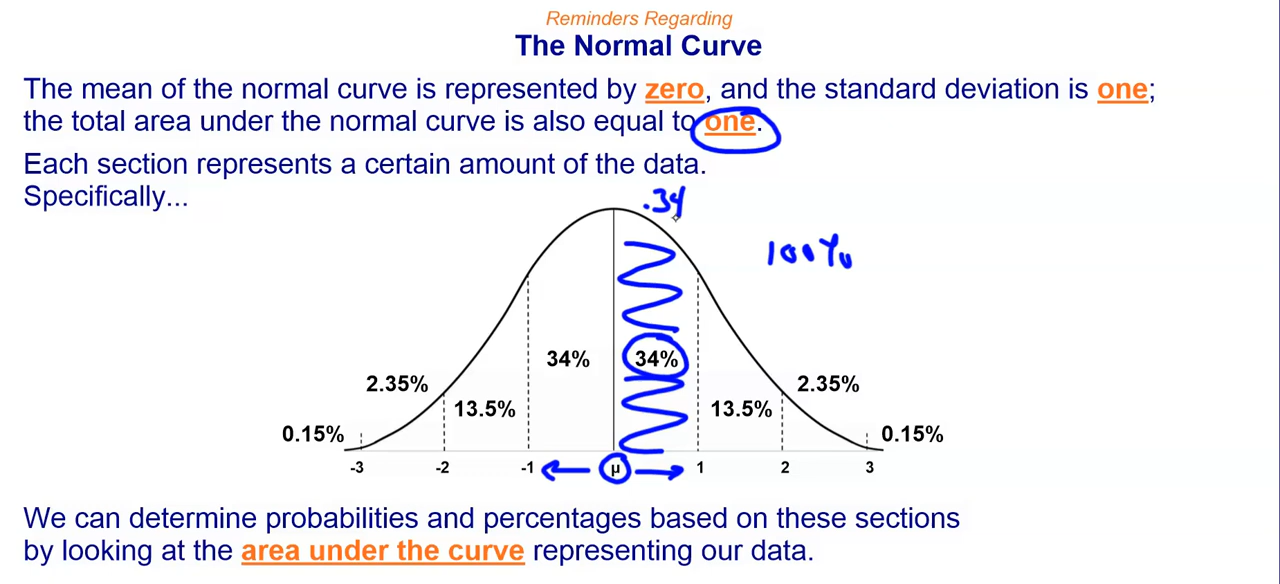 Reminders Regarding
The Normal Curve
The mean of the normal curve is represented by zero, and the standard deviation is one;
the total area under the normal curve is also equal to one.
Each section represents a certain amount of the data.
Specifically...
.34
100%
34% 34%
2.35% 2.35%
13.5% 13.5%
0.15% 0.15%
-3 -2 -1 μ 1 2 3
We can determine probabilities and percentages based on these sections
by looking at the area under the curve representing our data.